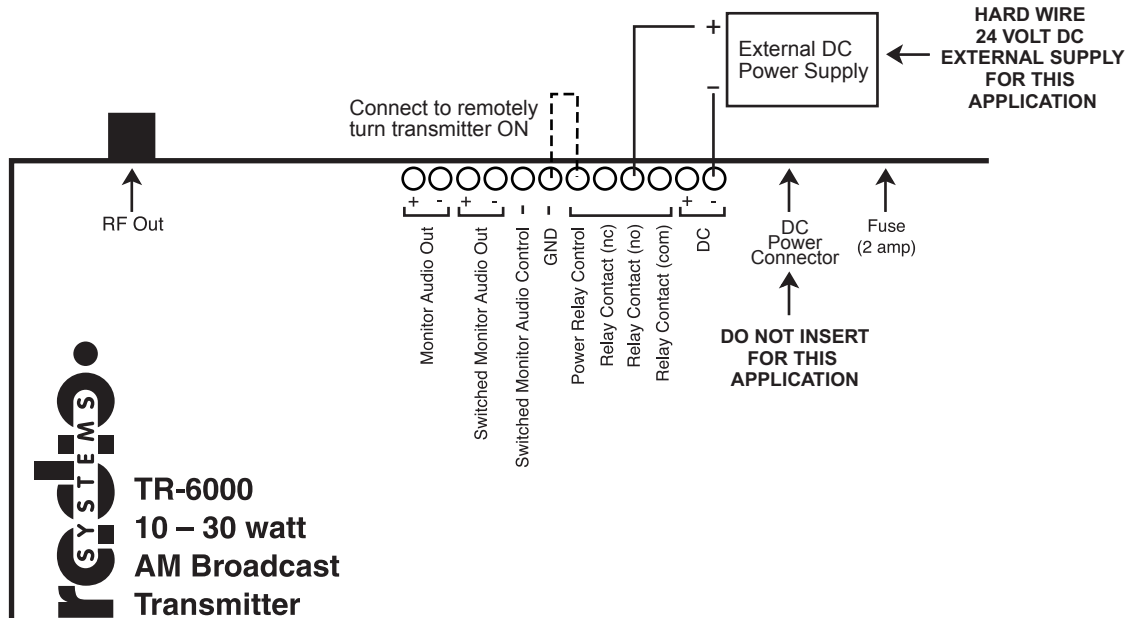 HARD WIRE
24 VOLT DC
EXTERNAL SUPPLY
FOR THIS
APPLICATION
+
External DC
Power Supply
-
Connect to remotely
turn transmitter ON
RF Out
+ - + - - - + -
Monitor Audio Out
Switched Monitor Audio Out
Switched Monitor Audio Control
GND
Power Relay Control
Relay Contact (nc)
Relay Contact (no)
Relay Contact (com)
DC
DC
Power
Connector
Fuse
(2 amp)
DO NOT INSERT
FOR THIS
APPLICATION
radio
SYSTEMS
TR-6000
10 – 30 watt
AM Broadcast
Transmitter